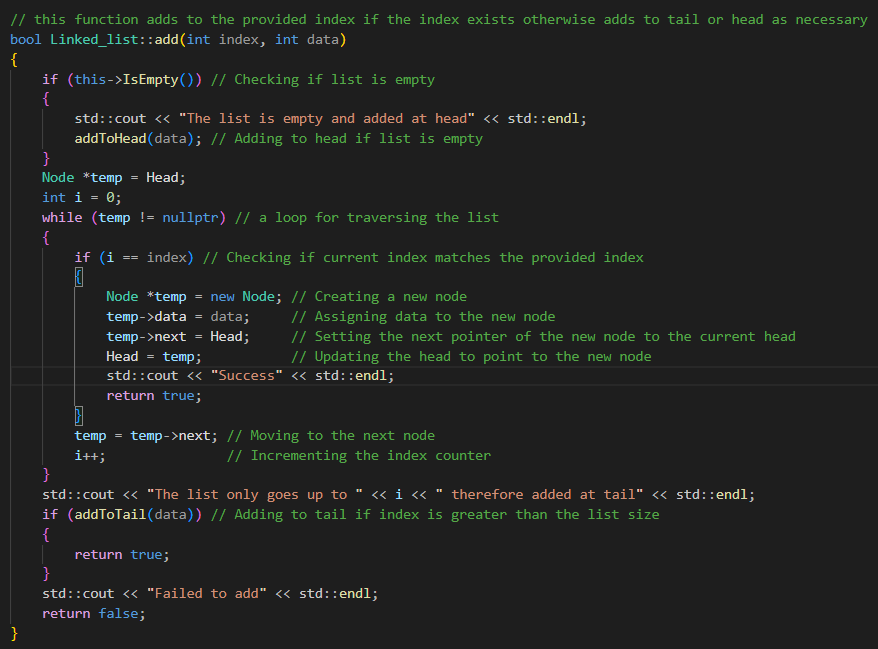 // this function adds to the provided index if the index exists otherwise adds to tail or head as necessary
bool Linked_list::add(int index, int data)
{
    if (this->IsEmpty()) // Checking if list is empty
    {
        std::cout << "The list is empty and added at head" << std::endl;
        addToHead(data); // Adding to head if list is empty
    }
    Node *temp = Head;
    int i = 0;
    while (temp != nullptr) // a loop for traversing the list
    {
        if (i == index) // Checking if current index matches the provided index
        {
            Node *temp = new Node; // Creating a new node
            temp->data = data;     // Assigning data to the new node
            temp->next = Head;     // Setting the next pointer of the new node to the current head
            Head = temp;           // Updating the head to point to the new node
            std::cout << "Success" << std::endl;
            return true;
        }
        temp = temp->next; // Moving to the next node
        i++;               // Incrementing the index counter
    }
    std::cout << "The list only goes up to " << i << " therefore added at tail" << std::endl;
    if (addToTail(data)) // Adding to tail if index is greater than the list size
    {
        return true;
    }
    std::cout << "Failed to add" << std::endl;
    return false;
}